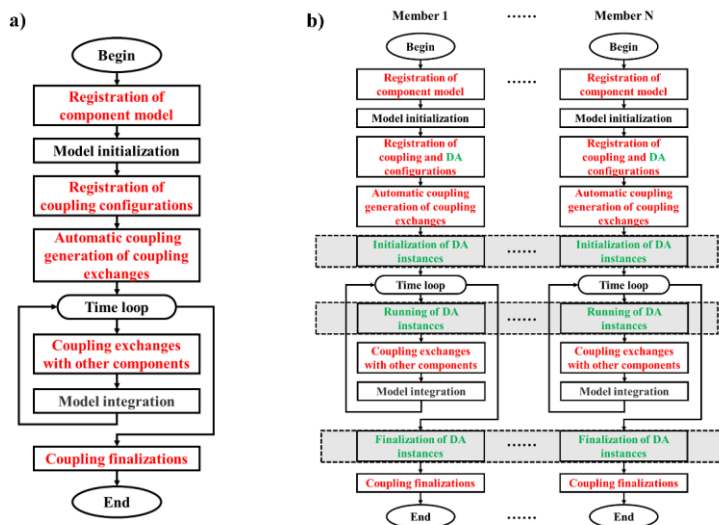 a)
Begin
Registration of
component model
Model initialization
Registration of
coupling configurations
Automatic coupling
generation of coupling
exchanges
Time loop
Coupling exchanges
with other components
Model integration
Coupling finalizations
End
b)
Member 1
......
Member N
Begin
Registration of
component model
Model initialization
Registration of
coupling and DA
configurations
Automatic coupling
generation of coupling exchanges
Initialization of DA
instances
Time loop
Running of DA
instances
Coupling exchanges
with other components
Model integration
Finalization of DA
instances
Coupling finalizations
End
......
......
......
......
......
Begin
Registration of
component model
Model initialization
Registration of
coupling and DA
configurations
Automatic coupling
generation of coupling exchanges
Initialization of DA
instances
Time loop
Running of DA
instances
Coupling exchanges
with other components
Model integration
Finalization of DA
instances
Coupling finalizations
End